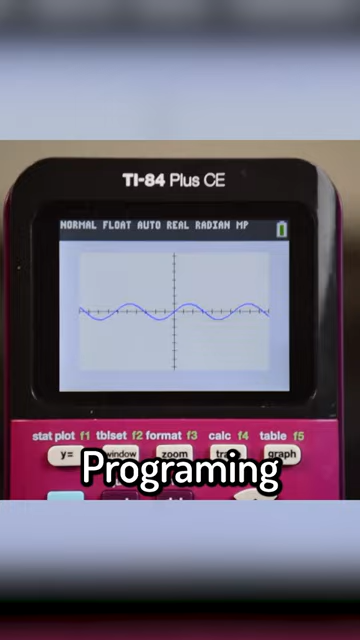 TI-84 Plus CE
NORMAL FLOAT AUTO REAL RADIAN MP
stat plot f1 tblset f2 format f3 calc f4 table f5
y= window zoom graph
Programing